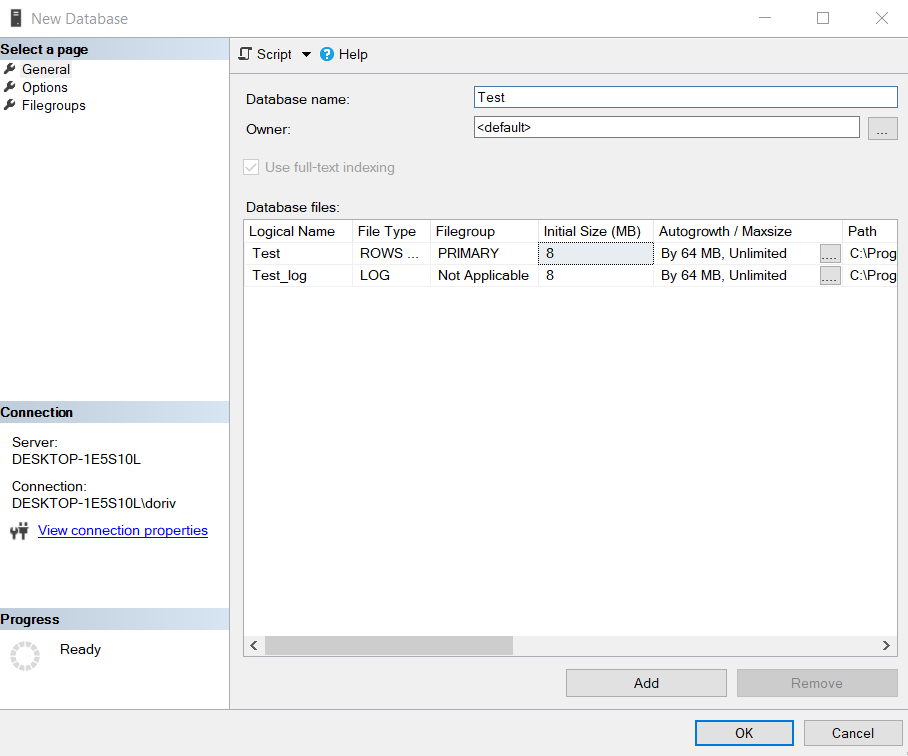 New Database
Select a page
General
Options
Filegroups
Script
Help
Database name:
Test
Owner:
<default>
...
Use full-text indexing
Database files:
Logical Name File Type Filegroup Initial Size (MB) Autogrowth / Maxsize Path
Test ROWS ... PRIMARY 8 By 64 MB, Unlimited .... C:\Prog
Test_log LOG Not Applicable 8 By 64 MB, Unlimited .... C:\Prog
Connection
Server:
DESKTOP-1E5S10L
Connection:
DESKTOP-1E5S10L\doriv
View connection properties
Progress
Ready
Add
Remove
OK
Cancel